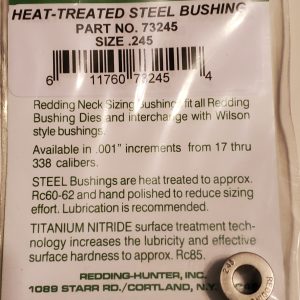 HEAT-TREATED STEEL BUSHING
PART NO. 73245
SIZE .245
6 11760 73245 4
Redding Neck Sizing Bushings fit all Redding
Bushing Dies and interchange with Wilson
style bushings.
Available in .001" increments from 17 thru
338 calibers.
STEEL Bushings are heat treated to approx.
Rc60-62 and hand polished to reduce sizing
effort. Lubrication is recommended.
TITANIUM NITRIDE surface treatment tech-
nology increases the lubricity and effective
surface hardness to approx. Rc85.
REDDING-HUNTER, INC.
1089 STARR RD./CORTLAND, N.Y.
245